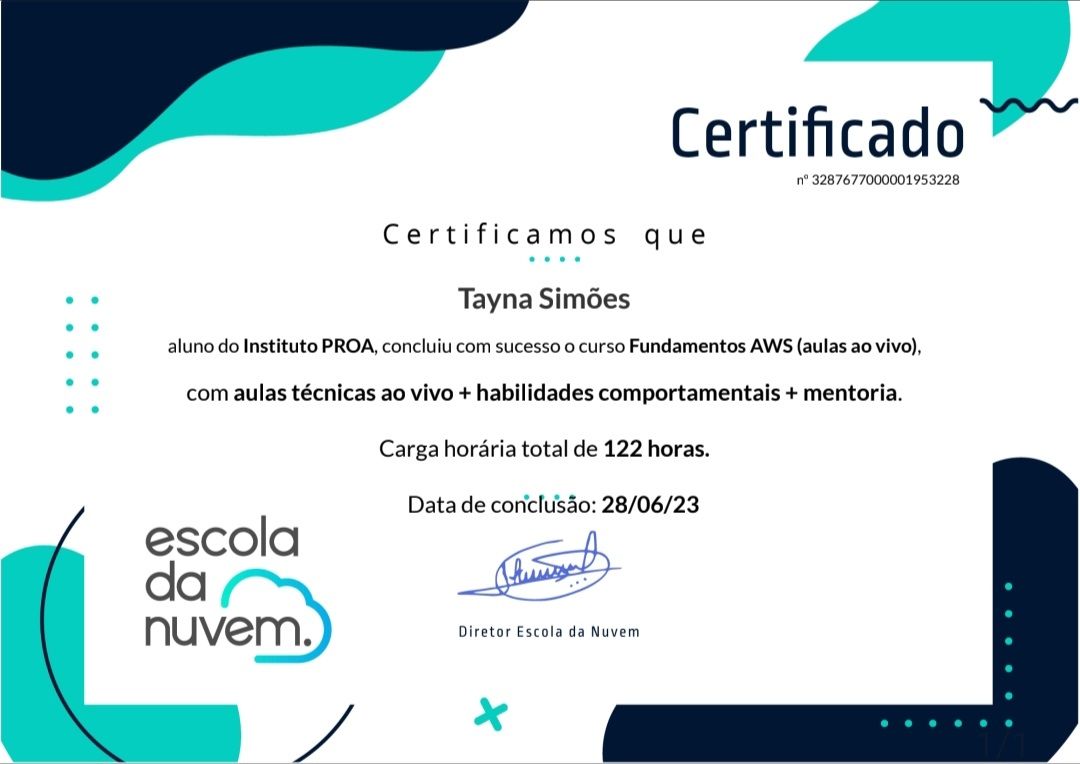 Certificado
nº 3287677000001953228
Certificamos que
Tayna Simões
aluno do Instituto PROA, concluiu com sucesso o curso Fundamentos AWS (aulas ao vivo),
com aulas técnicas ao vivo + habilidades comportamentais + mentoria.
Carga horária total de 122 horas.
Data de conclusão: 28/06/23
escola
da
nuvem.
Diretor Escola da Nuvem
1/1